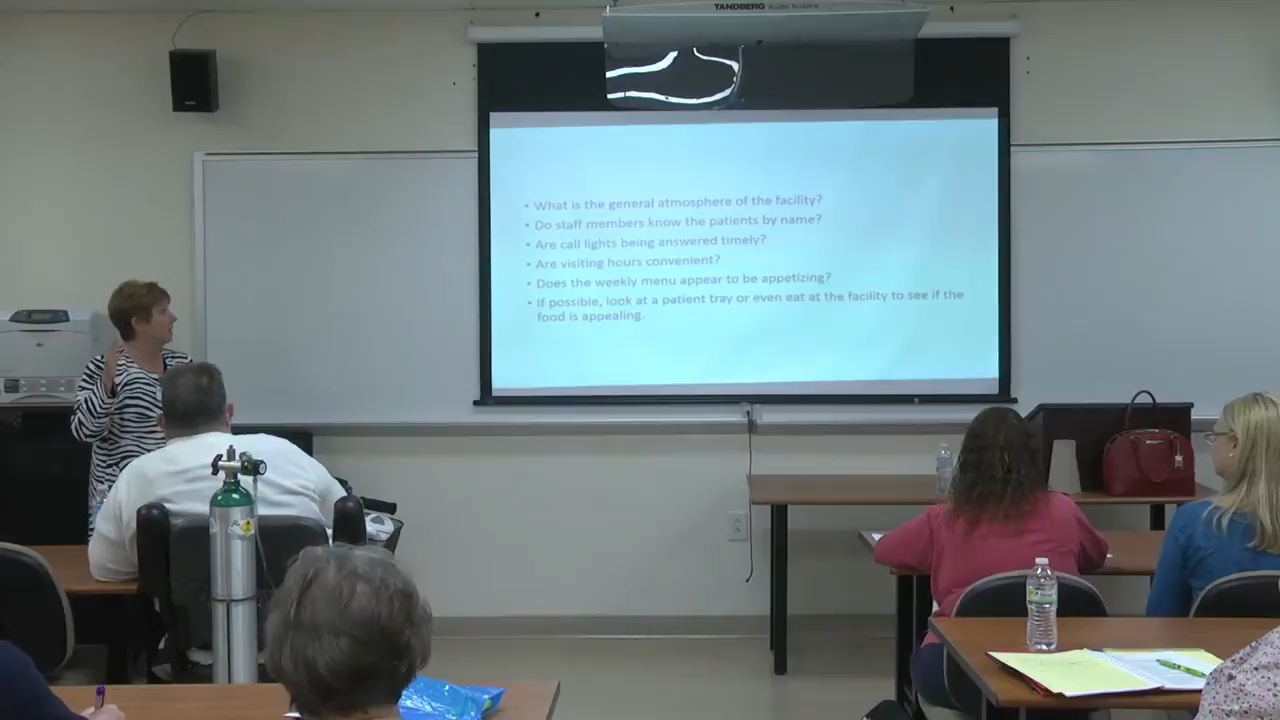 TANDBERG
• What is the general atmosphere of the facility?
• Do staff members know the patients by name?
• Are call lights being answered timely?
• Are visiting hours convenient?
• Does the weekly menu appear to be appetizing?
• If possible, look at a patient tray or even eat at the facility to see if the
food is appealing.